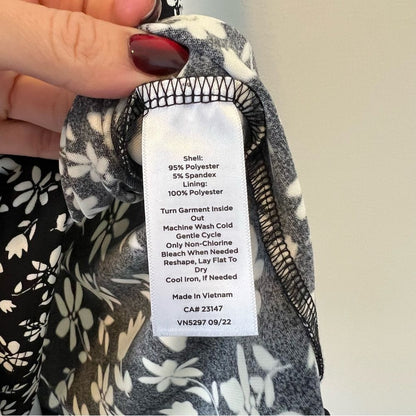 Shell:
95% Polyester
5% Spandex
Lining:
100% Polyester
Turn Garment Inside
Out
Machine Wash Cold
Gentle Cycle
Only Non-Chlorine
Bleach When Needed
Reshape, Lay Flat To
Dry
Cool Iron, If Needed
Made In Vietnam
CA# 23147
VN5297 09/22